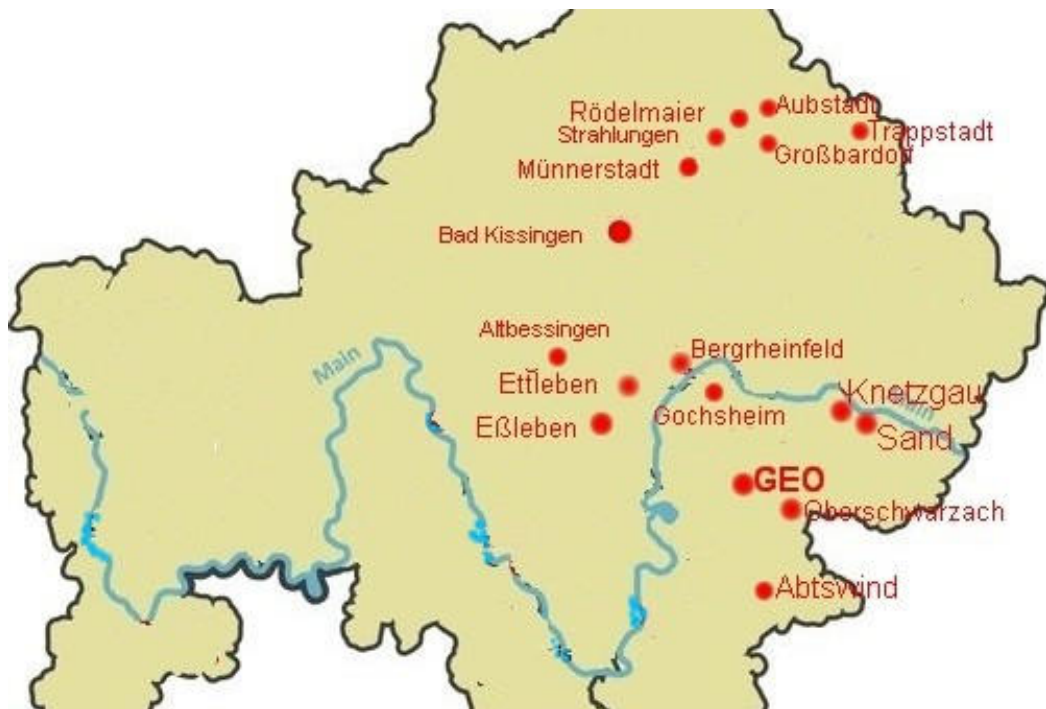 Aubstadt
Rödelmaier
Trappstadt
Strahlungen
Großbardorf
Münnerstadt
Bad Kissingen
Altbessingen
Main
Bergrheinfeld
Ettleben
Knetzgau
Main
Gochsheim
Eßleben
Sand
GEO
Oberschwarzach
Abtswind